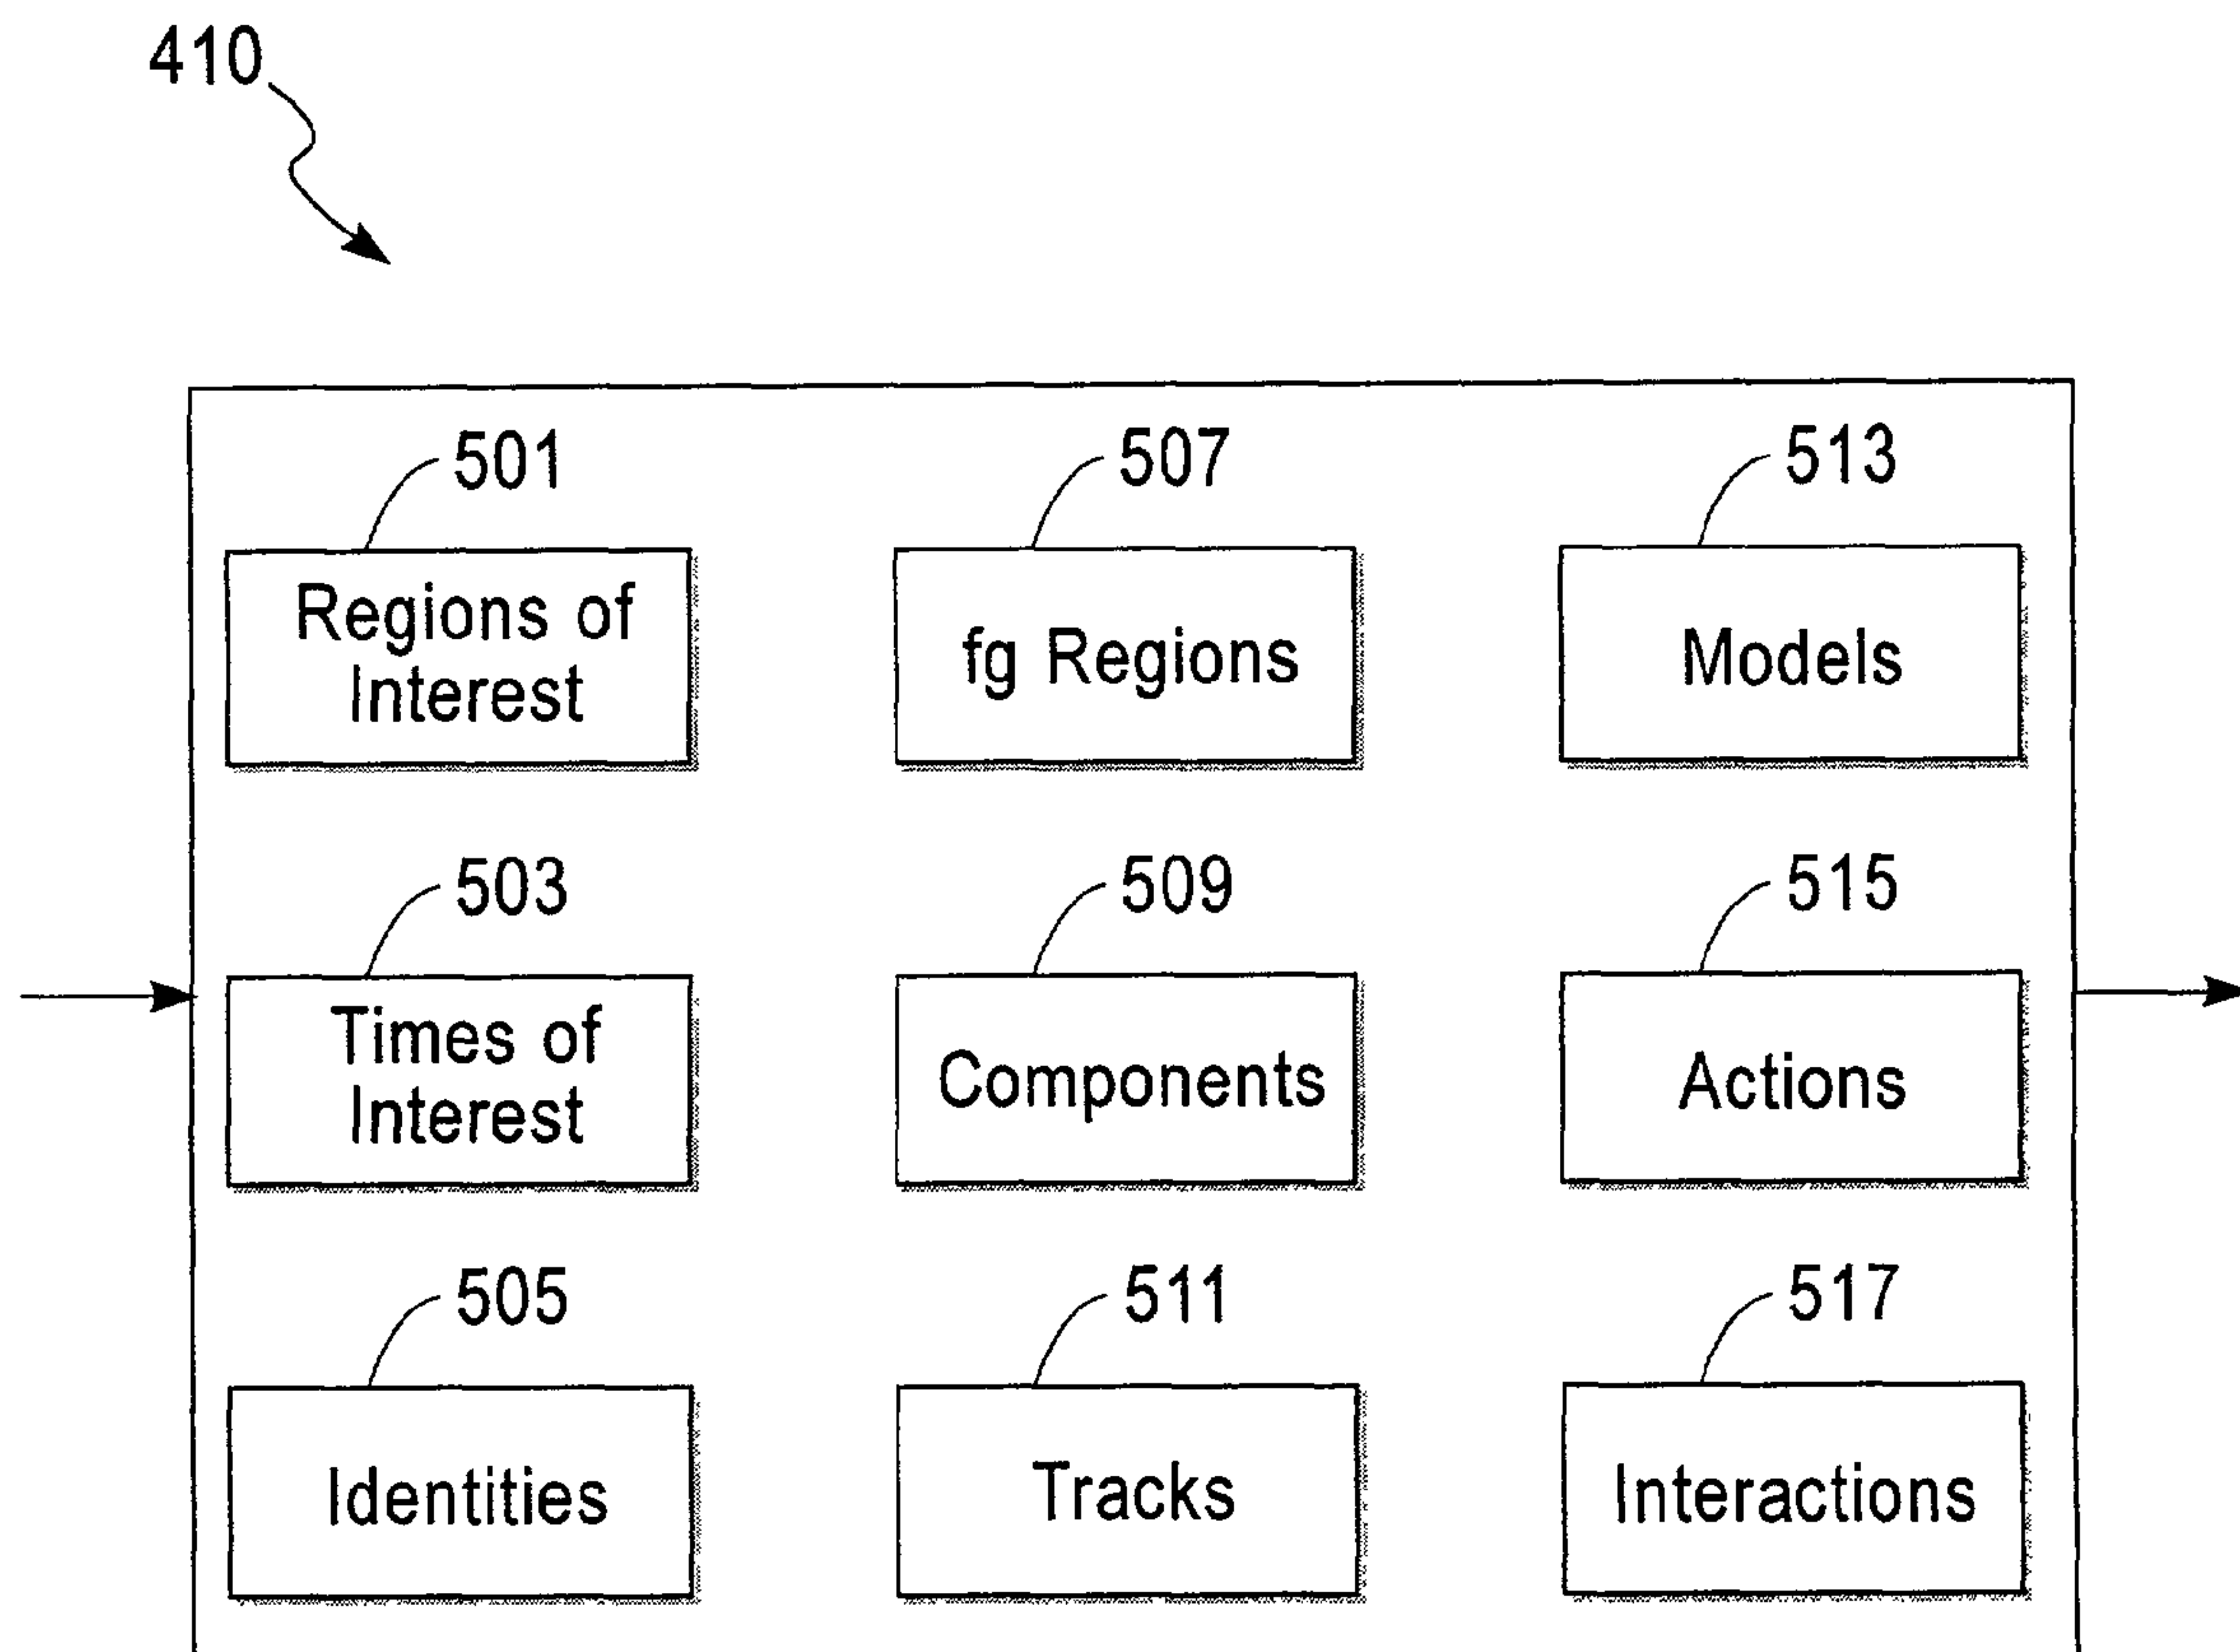 410
501
507
513
Regions of
Interest
fg Regions
Models
503
509
515
Times of
Interest
Components
Actions
505
511
517
Identities
Tracks
Interactions